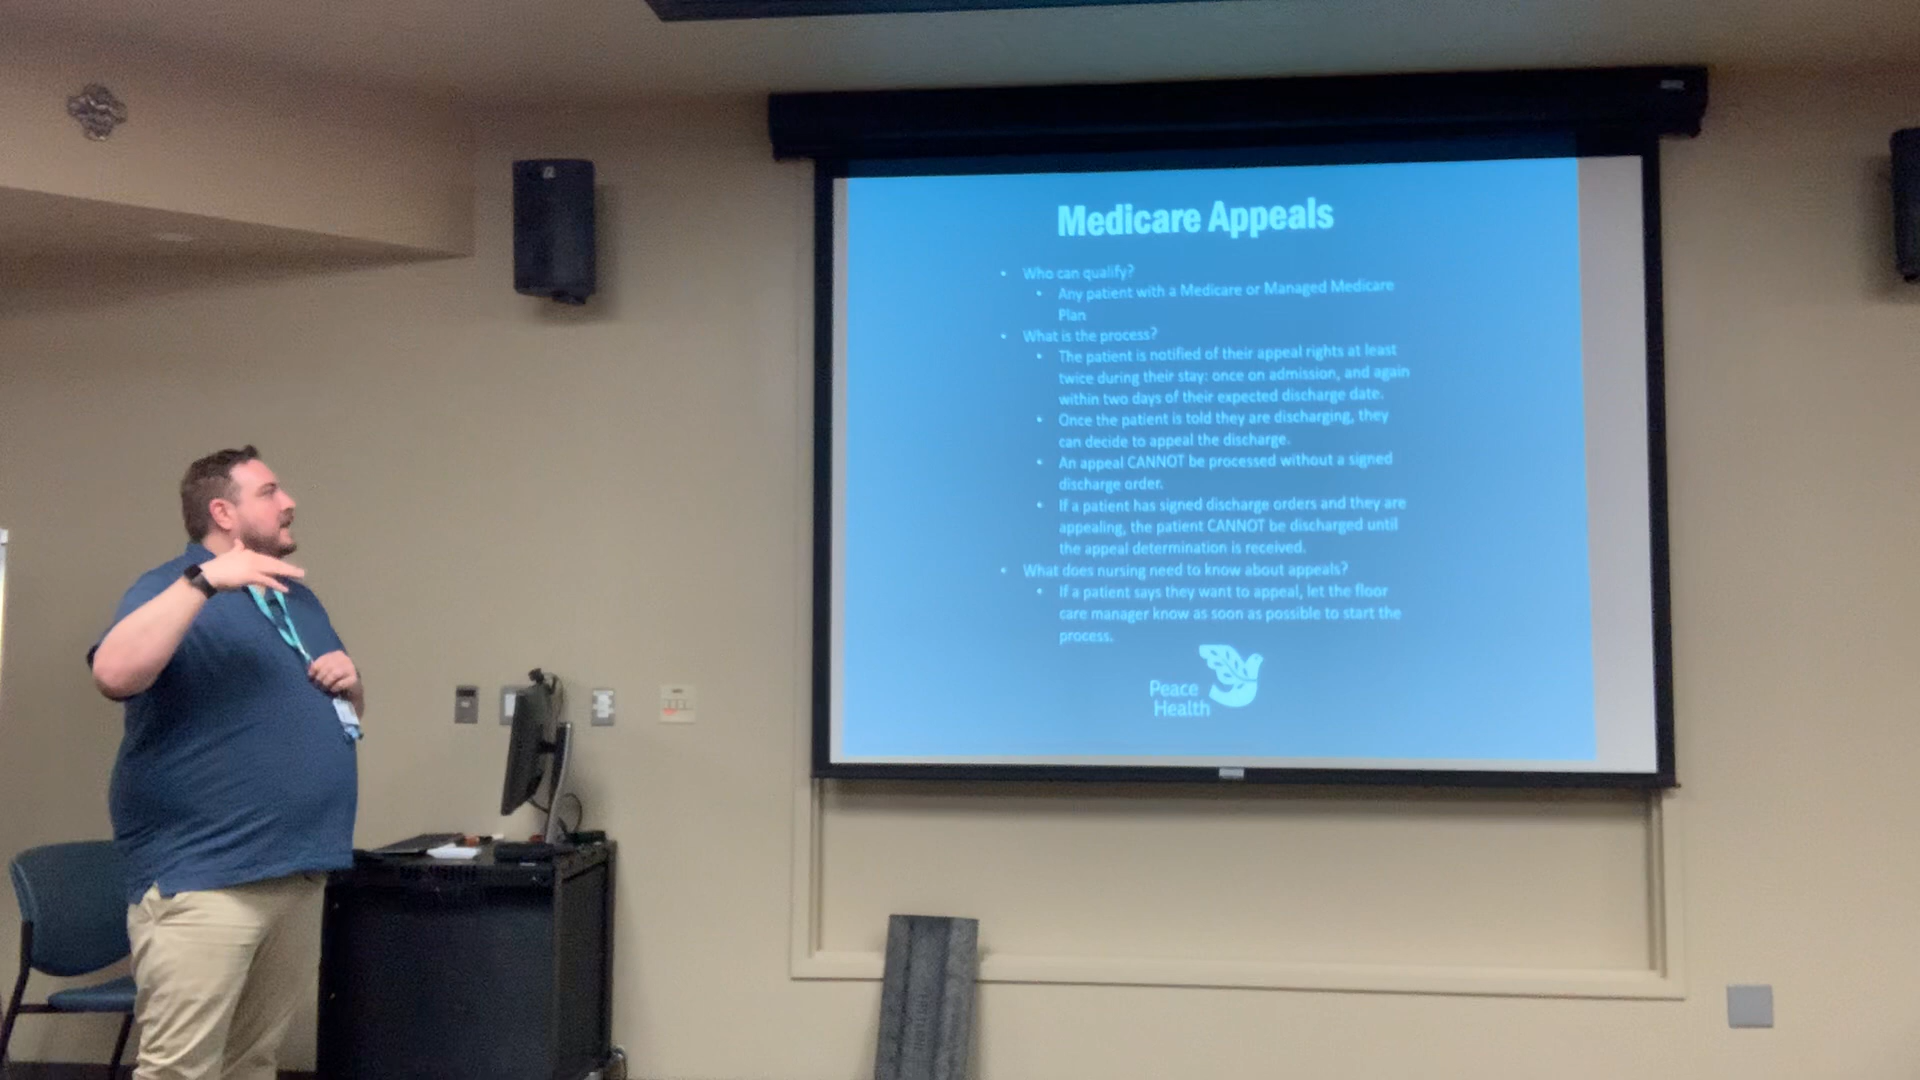 Medicare Appeals
• Who can qualify?
• Any patient with a Medicare or Managed Medicare
Plan
• What is the process?
• The patient is notified of their appeal rights at least
twice during their stay: once on admission, and again
within two days of their expected discharge date.
• Once the patient is told they are discharging, they
can decide to appeal the discharge.
• An appeal CANNOT be processed without a signed
discharge order.
• If a patient has signed discharge orders and they are
appealing, the patient CANNOT be discharged until
the appeal determination is received.
• What does nursing need to know about appeals?
• If a patient says they want to appeal, let the floor
care manager know as soon as possible to start the
process.
Peace
Health